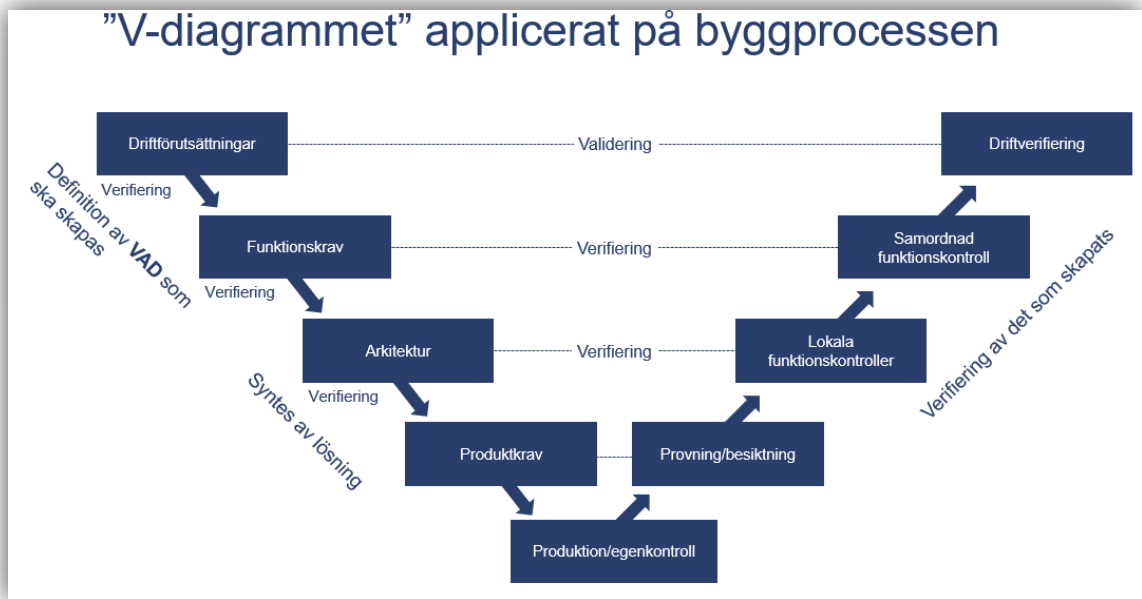 ”V-diagrammet” applicerat på byggprocessen
Driftförutsättningar
Validering
Driftverifiering
Verifiering
Definition av VAD som
ska skapas
Funktionskrav
Verifiering
Samordnad
funktionskontroll
Verifiering
Arkitektur
Verifiering
Lokala
funktionskontroller
Verifiering av det som skapats
Verifiering
Syntes av lösning
Produktkrav
Provning/besiktning
Produktion/egenkontroll